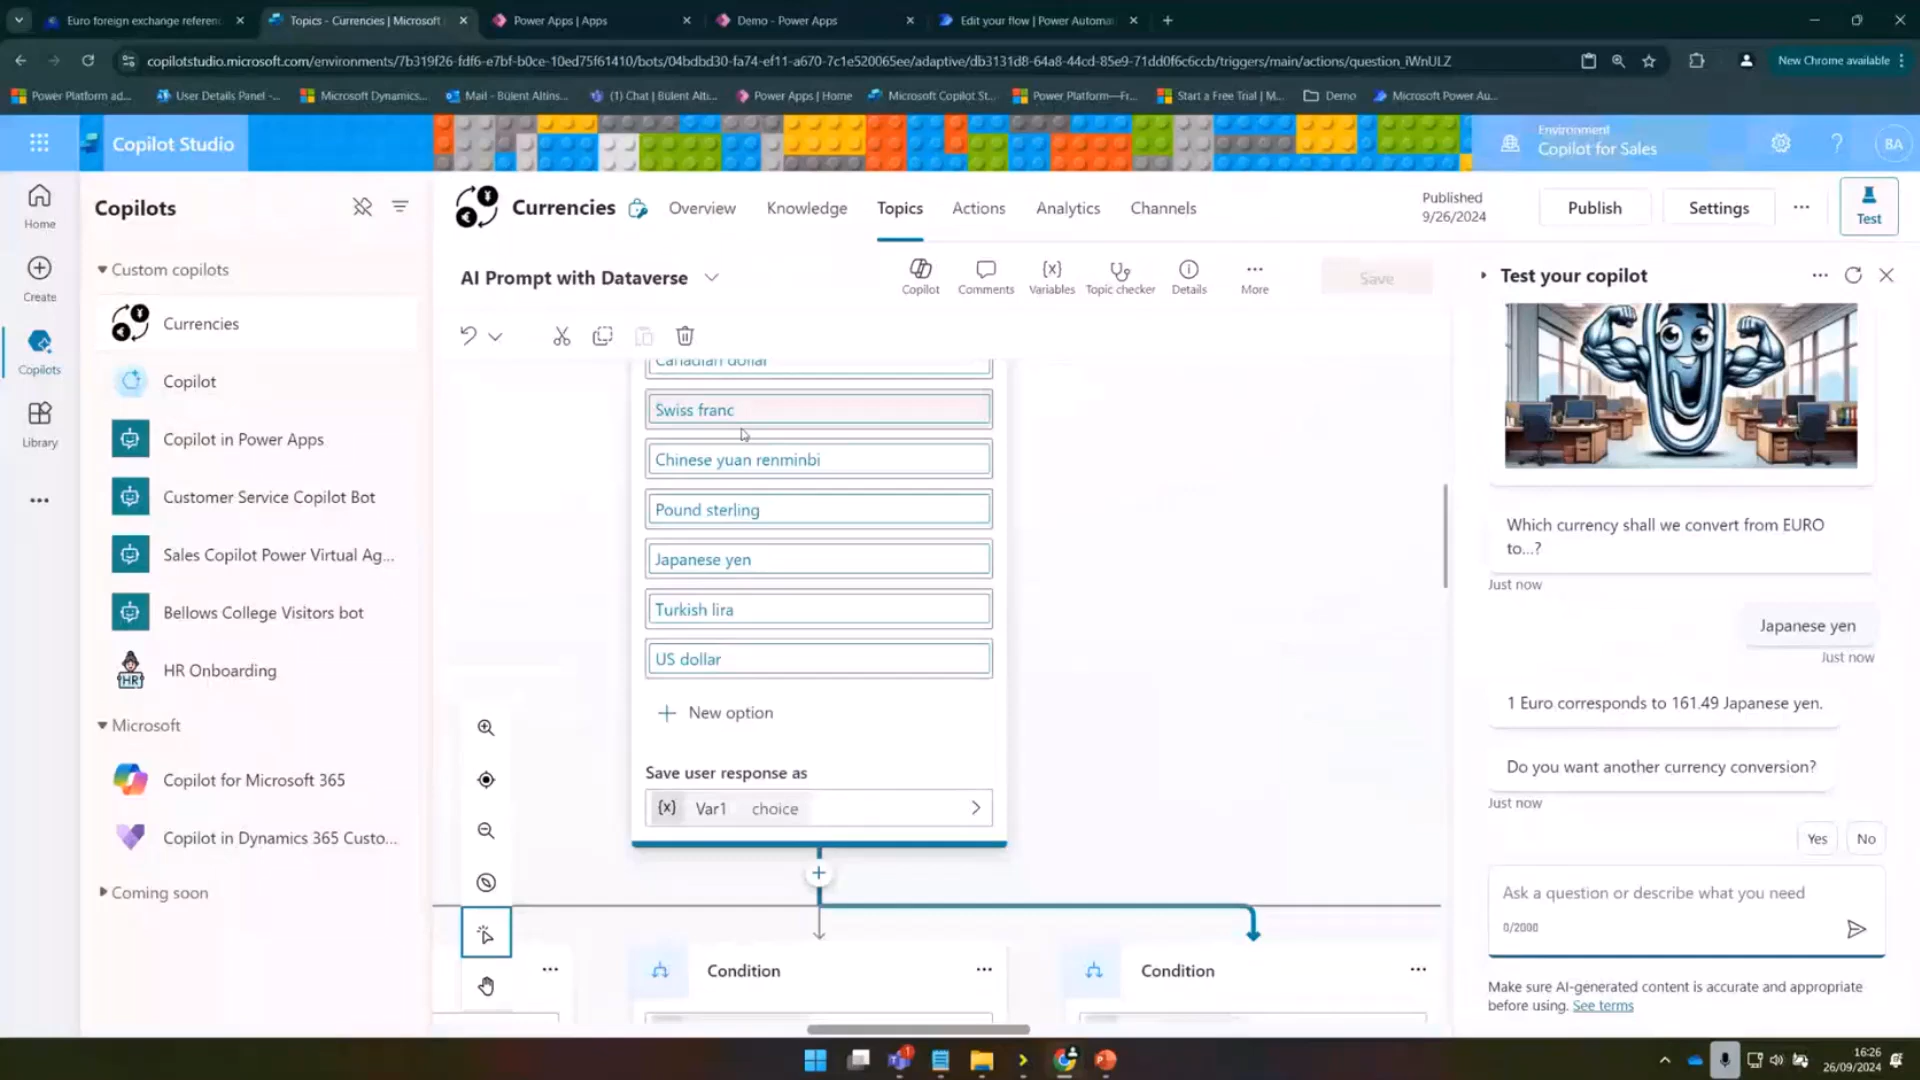 Euro foreign exchange referenc
Topics - Currencies | Microsoft
Power Apps | Apps
Demo - Power Apps
Edit your flow | Power Automat
copilotstudio.microsoft.com/environments/7b319f26-fdf6-e7bf-b0ce-10ed75f61410/bots/04bdbd30-fa74-ef11-a670-7c1e520065ee/adaptive/db3131d8-64a8-44cd-85e9-71dd0f6c6ccb/triggers/main/actions/question_iWnULZ
New Chrome available
Power Platform ad...
User Details Panel -...
Microsoft Dynamics...
Mail - Bülent Altins...
(1) Chat | Bülent Altı...
Power Apps | Home
Microsoft Copilot St...
Power Platform—Fr...
Start a Free Trial | M...
Demo
Microsoft Power Au...
Copilot Studio
Environment
Copilot for Sales
BA
Home
Create
Copilots
Library
Copilots
Custom copilots
Currencies
Copilot
Copilot in Power Apps
Customer Service Copilot Bot
Sales Copilot Power Virtual Ag...
Bellows College Visitors bot
HR
HR Onboarding
Microsoft
Copilot for Microsoft 365
Copilot in Dynamics 365 Custo...
Coming soon
Currencies
Overview
Knowledge
Topics
Actions
Analytics
Channels
Published
9/26/2024
Publish
Settings
Test
AI Prompt with Dataverse
Copilot
Comments
Variables
Topic checker
Details
More
Save
Canadian dollar
Swiss franc
Chinese yuan renminbi
Pound sterling
Japanese yen
Turkish lira
US dollar
New option
Save user response as
{x} Var1 choice
Condition
Condition
Test your copilot
Which currency shall we convert from EURO
to...?
Just now
Japanese yen
Just now
1 Euro corresponds to 161.49 Japanese yen.
Do you want another currency conversion?
Just now
Yes
No
Ask a question or describe what you need
0/2000
Make sure AI-generated content is accurate and appropriate
before using. See terms
16:26
26/09/2024